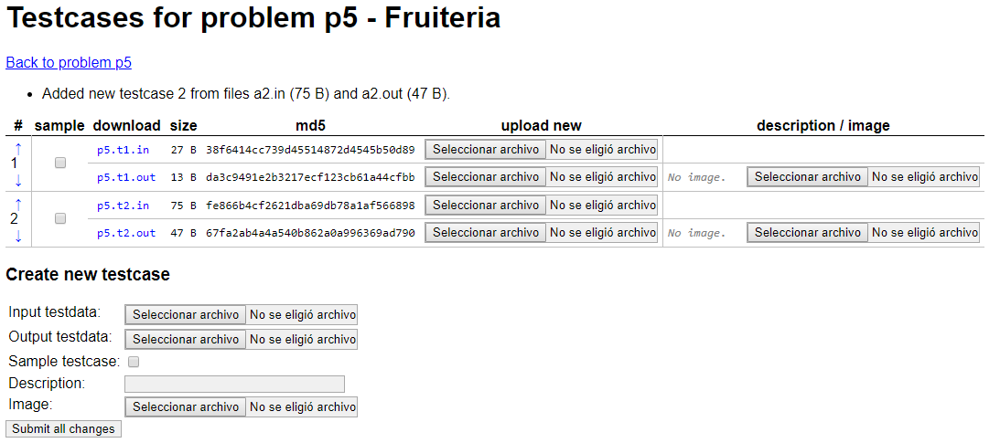 Testcases for problem p5 - Fruiteria
Back to problem p5
• Added new testcase 2 from files a2.in (75 B) and a2.out (47 B).
# sample download size md5 upload new description / image
↑
1
↓
p5.t1.in 27 B 38f6414cc739d45514872d4545b50d89 Seleccionar archivo No se eligió archivo
p5.t1.out 13 B da3c9491e2b3217ecf123cb61a44cfbb Seleccionar archivo No se eligió archivo No image. Seleccionar archivo No se eligió archivo
↑
2
↓
p5.t2.in 75 B fe866b4cf2621dba69db78a1af566898 Seleccionar archivo No se eligió archivo
p5.t2.out 47 B 67fa2ab4a4a540b862a0a996369ad790 Seleccionar archivo No se eligió archivo No image. Seleccionar archivo No se eligió archivo
Create new testcase
Input testdata: Seleccionar archivo No se eligió archivo
Output testdata: Seleccionar archivo No se eligió archivo
Sample testcase:
Description:
Image: Seleccionar archivo No se eligió archivo
Submit all changes